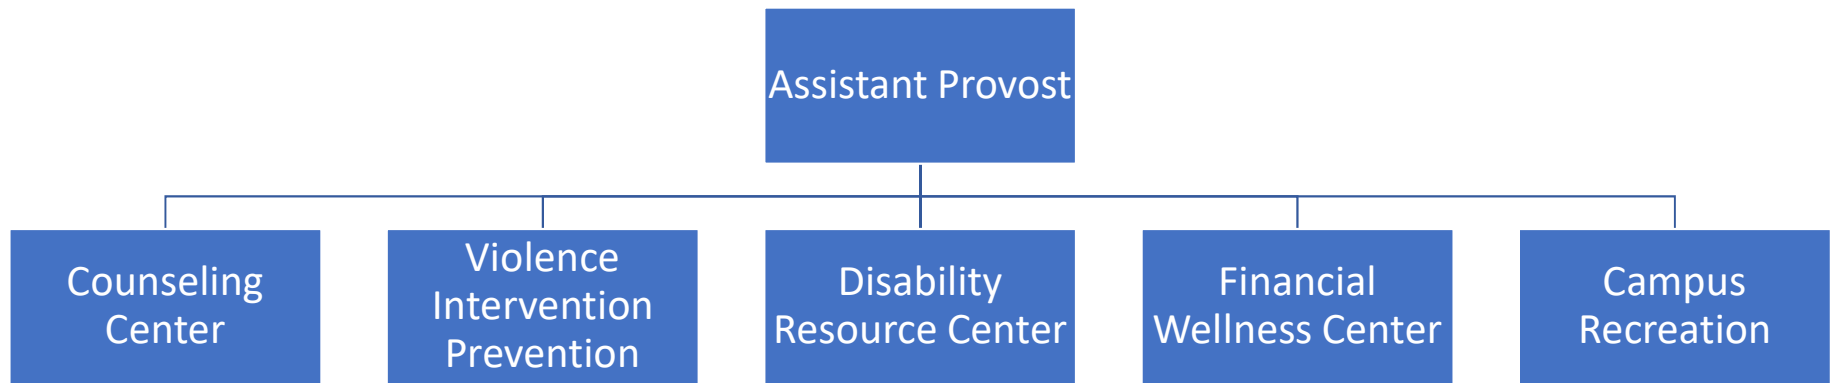 Assistant Provost
Counseling
Center
Violence
Intervention
Prevention
Disability
Resource Center
Financial
Wellness Center
Campus
Recreation